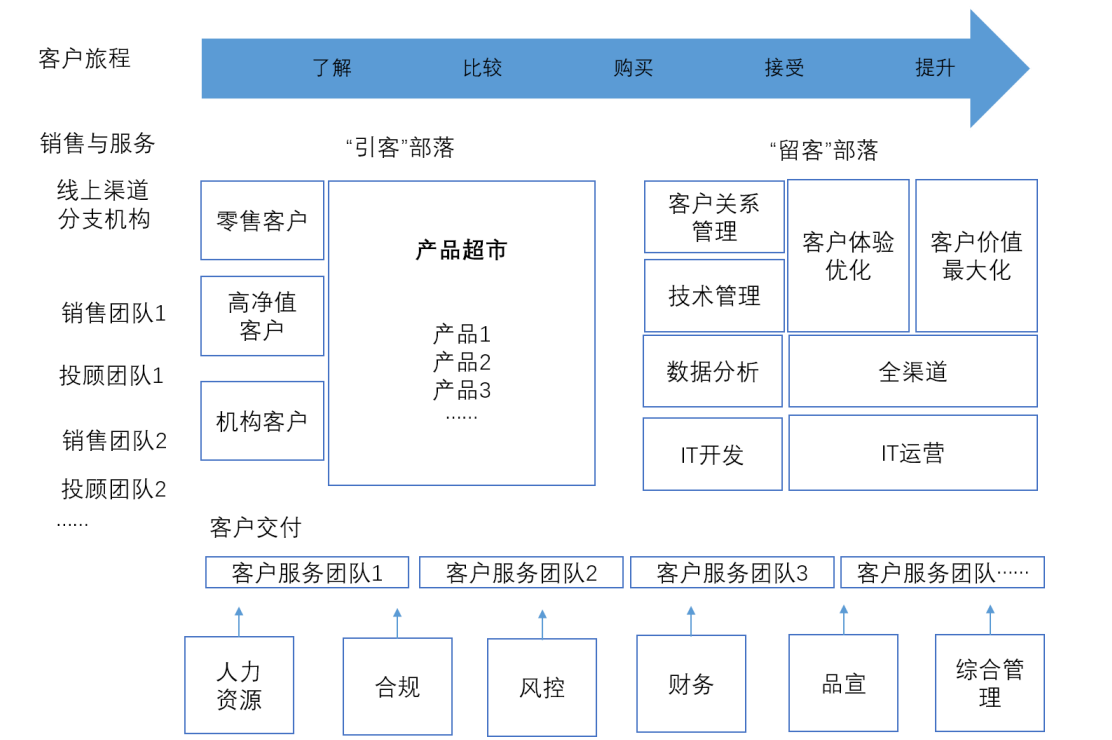 客户旅程
了解
比较
购买
接受
提升
销售与服务
“引客”部落
“留客”部落
线上渠道
分支机构
销售团队1
投顾团队1
销售团队2
投顾团队2
……
零售客户
高净值
客户
机构客户
产品超市
产品1
产品2
产品3
……
客户关系
管理
技术管理
数据分析
IT开发
客户体验
优化
客户价值
最大化
全渠道
IT运营
客户交付
客户服务团队1
客户服务团队2
客户服务团队3
客户服务团队……
人力
资源
合规
风控
财务
品宣
综合管
理